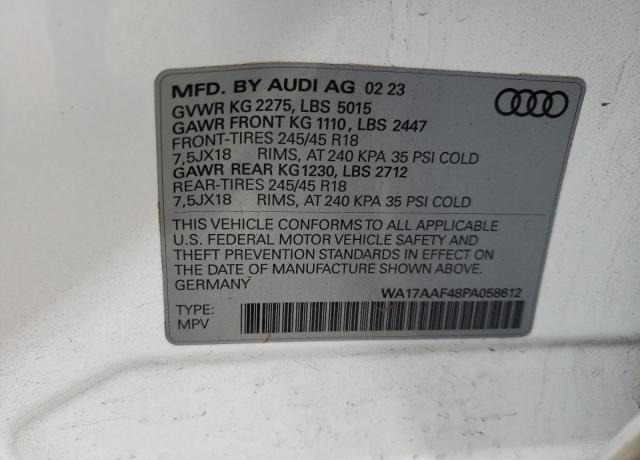 MFD. BY AUDI AG 02 23
GVWR KG 2275, LBS 5015
GAWR FRONT KG 1110, LBS 2447
FRONT-TIRES 245/45 R18
7,5JX18 RIMS, AT 240 KPA 35 PSI COLD
GAWR REAR KG1230, LBS 2712
REAR-TIRES 245/45 R18
7,5JX18 RIMS, AT 240 KPA 35 PSI COLD
THIS VEHICLE CONFORMS TO ALL APPLICABLE
U.S. FEDERAL MOTOR VEHICLE SAFETY AND
THEFT PREVENTION STANDARDS IN EFFECT ON
THE DATE OF MANUFACTURE SHOWN ABOVE.
GERMANY
WA17AAF48PA058612
TYPE:
MPV